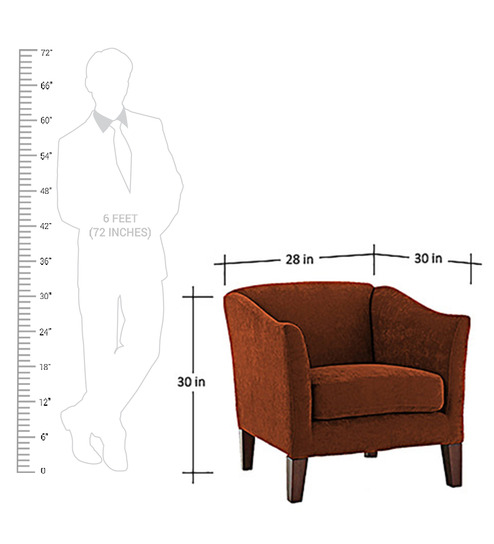 72"
66"
60"
54"
48"
42"
36"
30"
24"
18"
12"
6"
0
6 FEET
(72 INCHES)
28 in
30 in
30 in